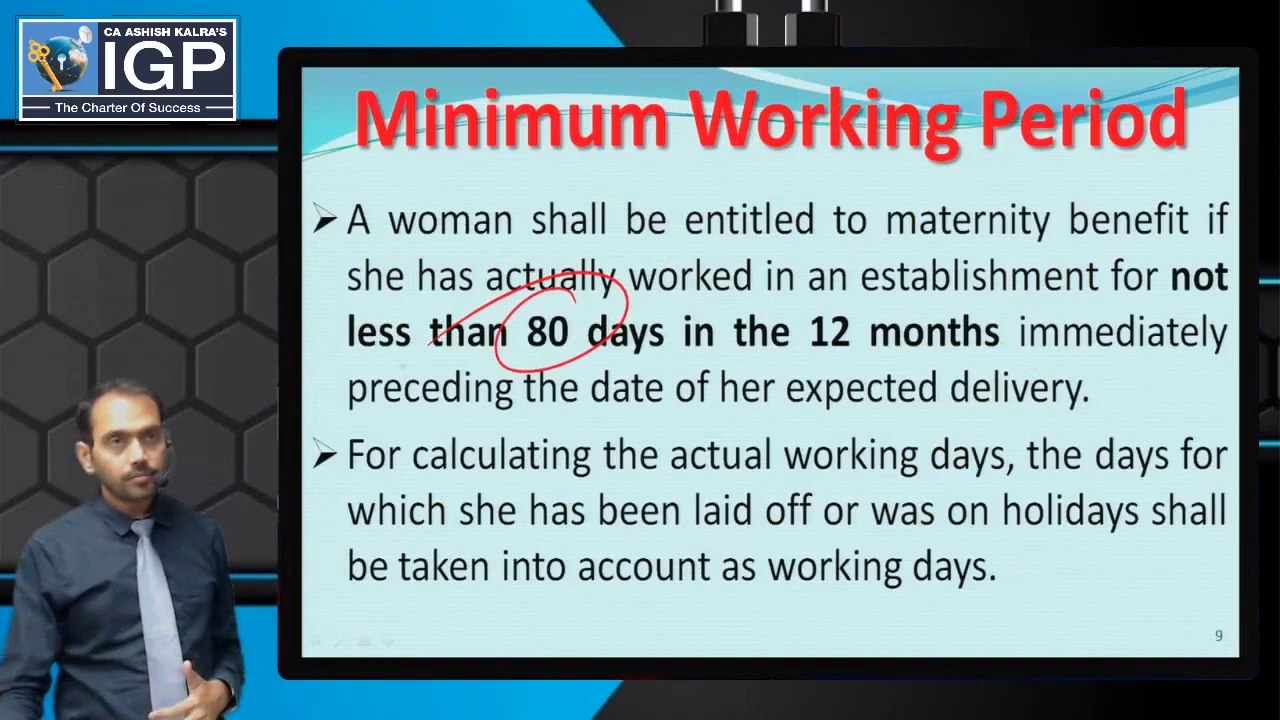 CA ASHISH KALRA'S
IGP
The Charter Of Success
Minimum Working Period
A woman shall be entitled to maternity benefit if
she has actually worked in an establishment for not
less than 80 days in the 12 months immediately
preceding the date of her expected delivery.
For calculating the actual working days, the days for
which she has been laid off or was on holidays shall
be taken into account as working days.
9